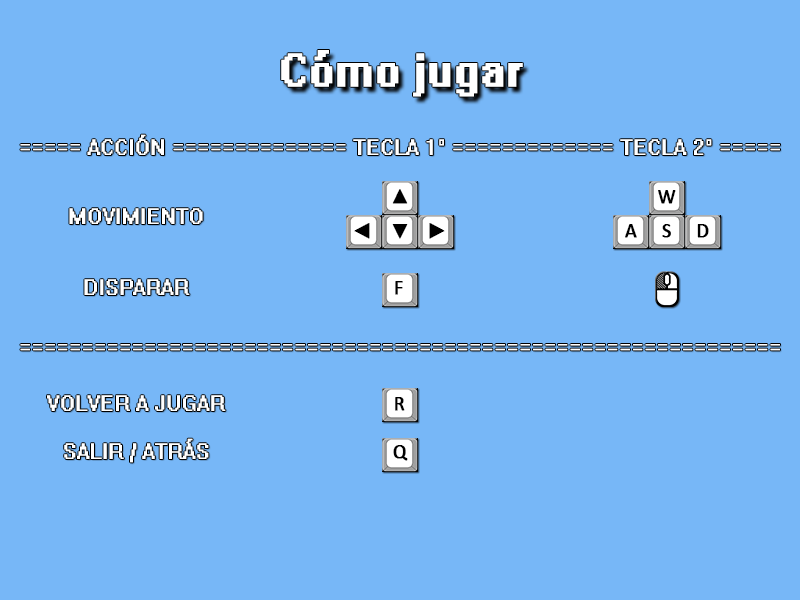 Cómo jugar
===== ACCIÓN ============== TECLA 1º ============= TECLA 2º =====
▲ W
MOVIMIENTO ◀ ▼ ▶ A S D
DISPARAR F
=============================================================
VOLVER A JUGAR R
SALIR / ATRÁS Q